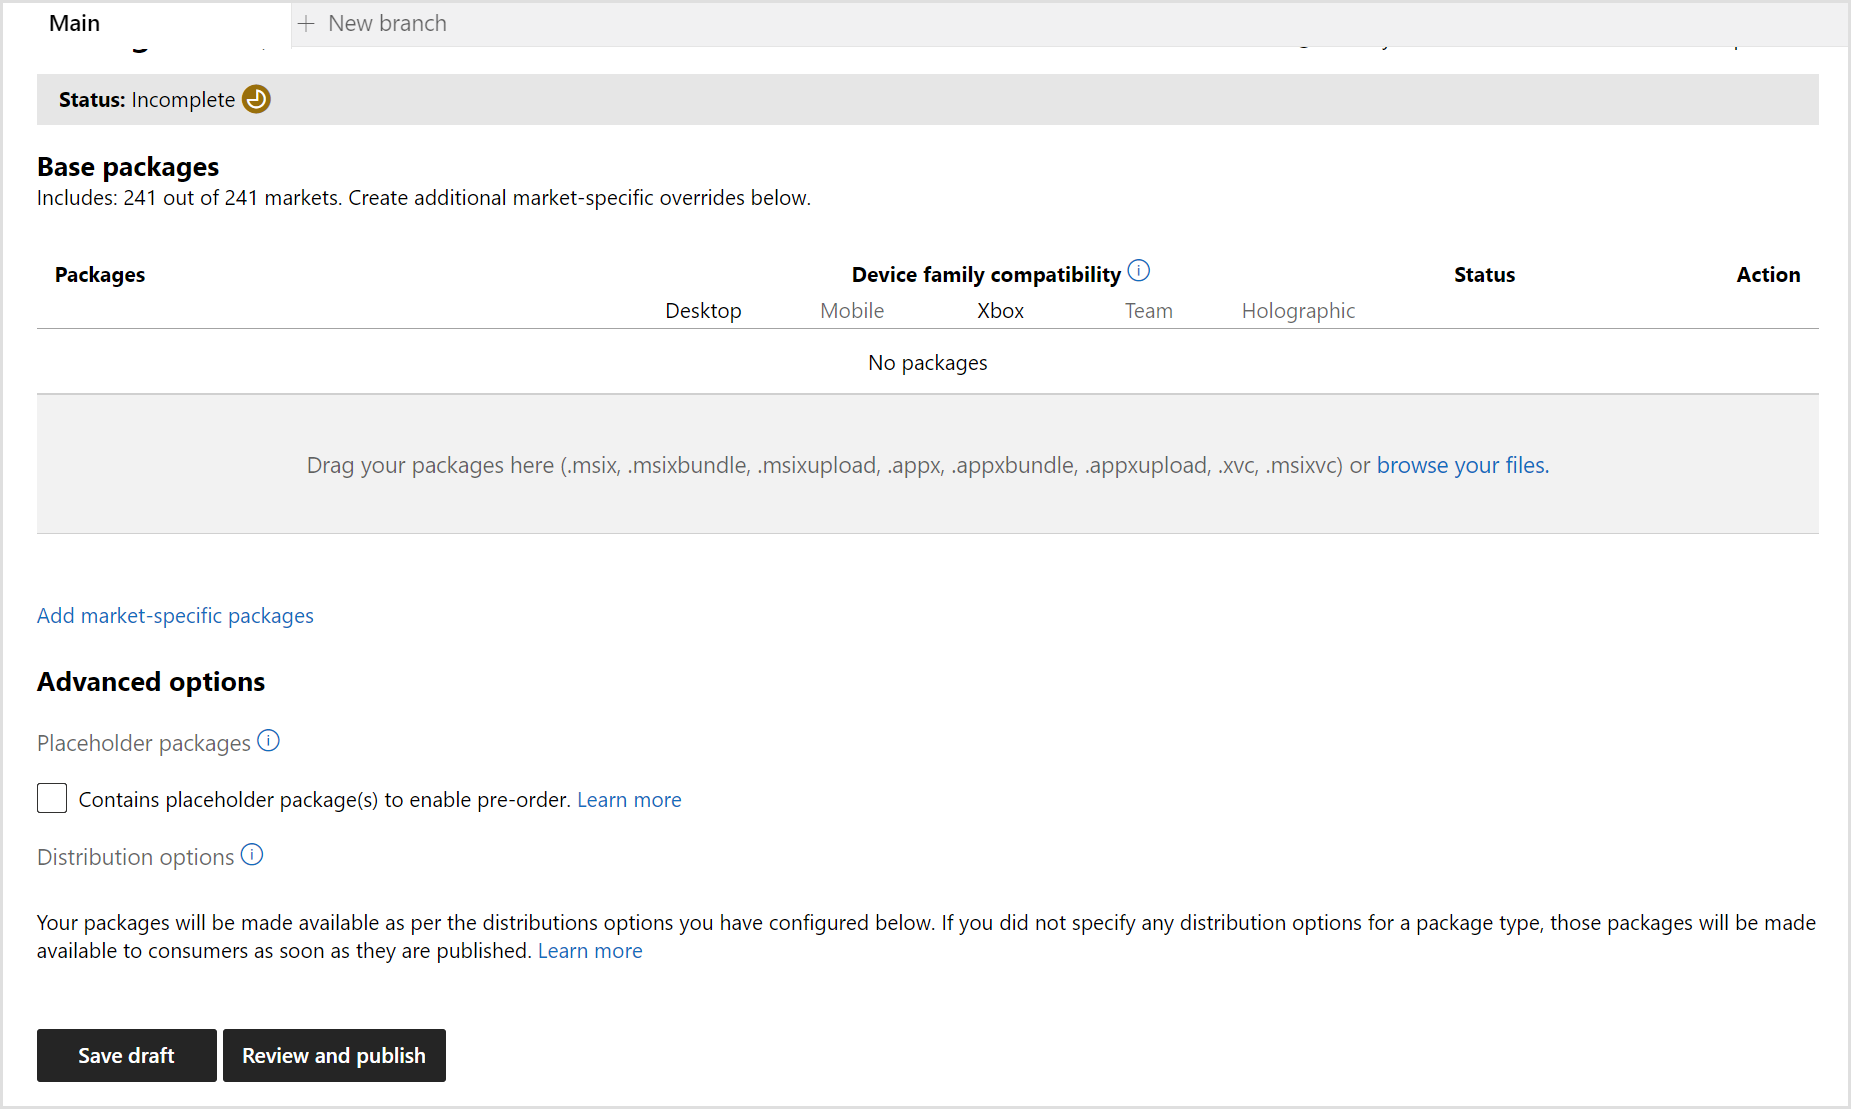 Main
New branch
Status: Incomplete
Base packages
Includes: 241 out of 241 markets. Create additional market-specific overrides below.
Packages Device family compatibility Status Action
Desktop Mobile Xbox Team Holographic
No packages
Drag your packages here (.msix, .msixbundle, .msixupload, .appx, .appxbundle, .appxupload, .xvc, .msixvc) or browse your files.
Add market-specific packages
Advanced options
Placeholder packages
Contains placeholder package(s) to enable pre-order. Learn more
Distribution options
Your packages will be made available as per the distributions options you have configured below. If you did not specify any distribution options for a package type, those packages will be made
available to consumers as soon as they are published. Learn more
Save draft
Review and publish